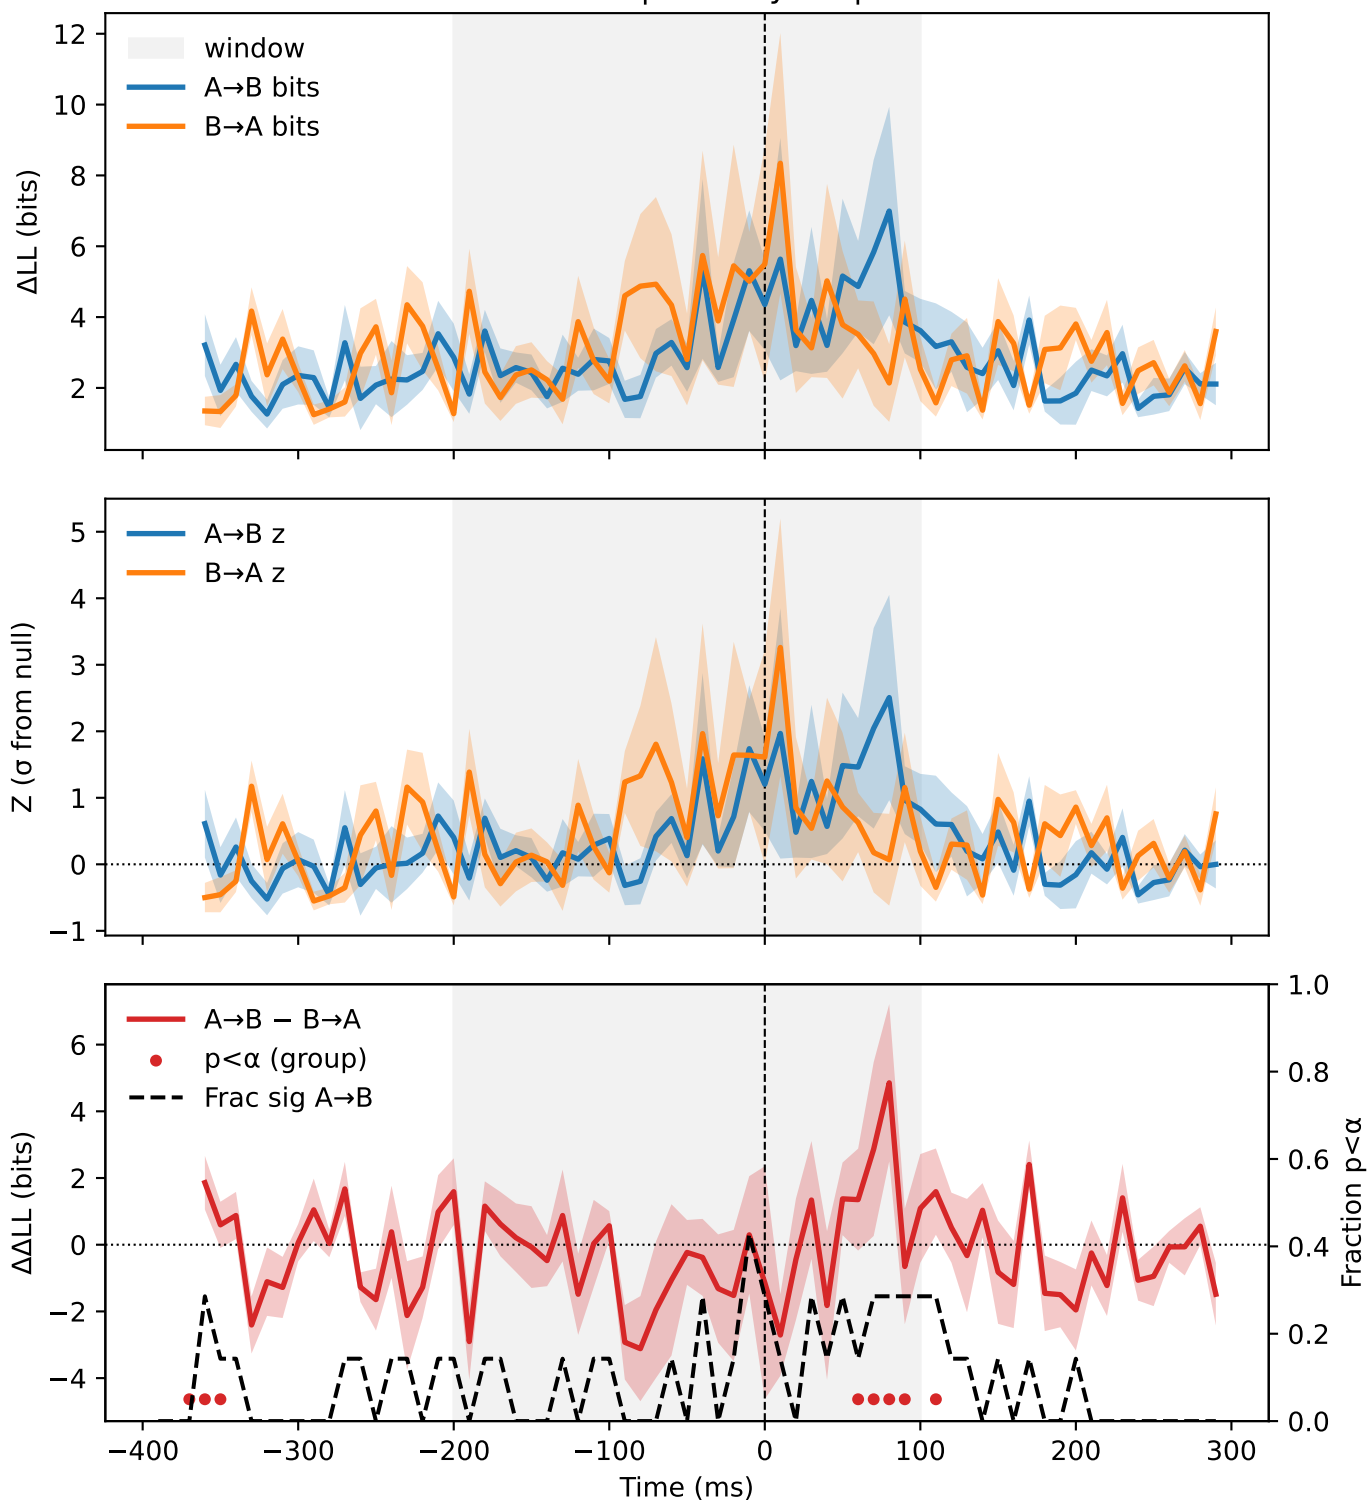 12
10
8
6
4
2
ΔLL (bits)
window
A→B bits
B→A bits
5
4
3
2
1
0
−1
Z (σ from null)
A→B z
B→A z
6
4
2
0
−2
−4
ΔΔLL (bits)
A→B − B→A
p<α (group)
Frac sig A→B
1.0
0.8
0.6
0.4
0.2
0.0
Fraction p<α
−400 −300 −200 −100 0 100 200 300
Time (ms)